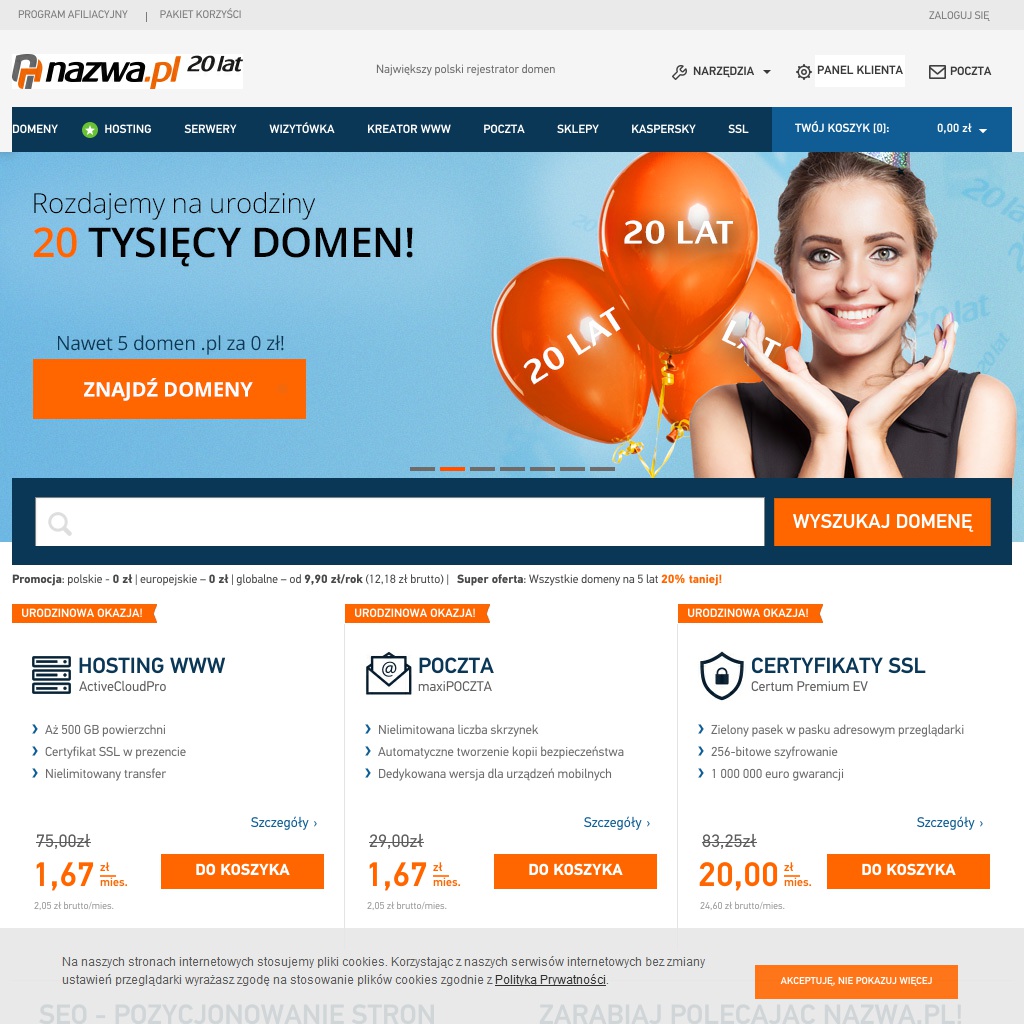 PROGRAM AFILIACYJNY | PAKIET KORZYŚCI
ZALOGUJ SIĘ
nazwa.pl 20 lat
Największy polski rejestrator domen
NARZĘDZIA
PANEL KLIENTA
POCZTA
DOMENY HOSTING SERWERY WIZYTÓWKA KREATOR WWW POCZTA SKLEPY KASPERSKY SSL
TWÓJ KOSZYK [0]: 0,00 zł
Rozdajemy na urodziny
20 TYSIĘCY DOMEN!
20 LAT
20 LAT
LAT
20 lat
20 lat
20 lat
Nawet 5 domen .pl za 0 zł!
ZNAJDŹ DOMENY
WYSZUKAJ DOMENĘ
Promocja: polskie - 0 zł | europejskie – 0 zł | globalne – od 9,90 zł/rok (12,18 zł brutto) | Super oferta: Wszystkie domeny na 5 lat 20% taniej!
URODZINOWA OKAZJA!
HOSTING WWW
ActiveCloudPro
Aż 500 GB powierzchni
Certyfikat SSL w prezencie
Nielimitowany transfer
Szczegóły ›
75,00zł
1,67 zł mies.
DO KOSZYKA
2,05 zł brutto/mies.
URODZINOWA OKAZJA!
POCZTA
maxiPOCZTA
Nielimitowana liczba skrzynek
Automatyczne tworzenie kopii bezpieczeństwa
Dedykowana wersja dla urządzeń mobilnych
Szczegóły ›
29,00zł
1,67 zł mies.
DO KOSZYKA
2,05 zł brutto/mies.
URODZINOWA OKAZJA!
CERTYFIKATY SSL
Certum Premium EV
Zielony pasek w pasku adresowym przeglądarki
256-bitowe szyfrowanie
1 000 000 euro gwarancji
Szczegóły ›
83,25zł
20,00 zł mies.
DO KOSZYKA
24,60 zł brutto/mies.
Na naszych stronach internetowych stosujemy pliki cookies. Korzystając z naszych serwisów internetowych bez zmiany
ustawień przeglądarki wyrażasz zgodę na stosowanie plików cookies zgodnie z Polityką Prywatności.
AKCEPTUJĘ, NIE POKAZUJ WIĘCEJ
SEO - POZYCJONOWANIE STRON
ZARABIAJ POLECAJĄC NAZWA.PL!